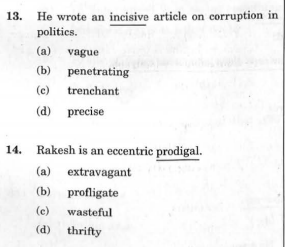 13. He wrote an incisive article on corruption in
politics.
(a) vague
(b) penetrating
(c) trenchant
(d) precise
14. Rakesh is an eccentric prodigal.
(a) extravagant
(b) profligate
(c) wasteful
(d) thrifty